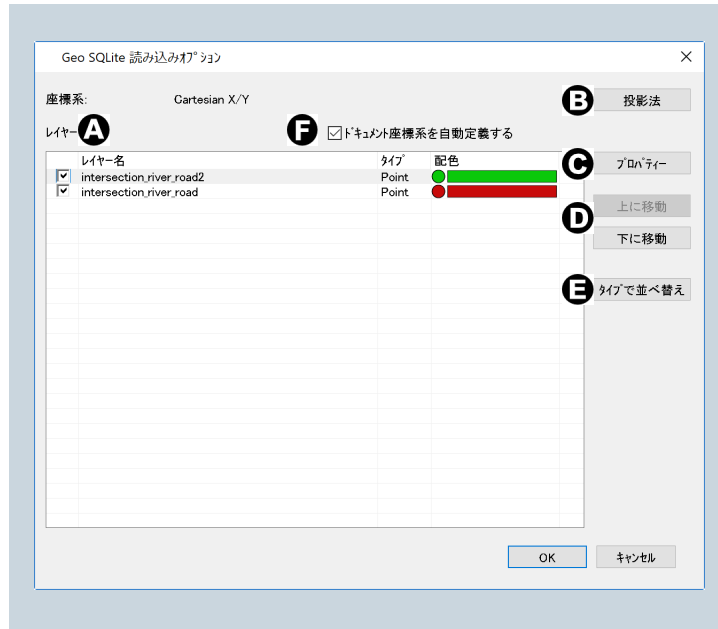 Geo SQLite 読み込みｵﾌﾟｼｮﾝ
座標系: Cartesian X/Y
B 投影法
ﾚｲﾔｰ A
F ﾄﾞｷｭﾒﾝﾄ座標系を自動定義する
ﾚｲﾔｰ名 ﾀｲﾌﾟ 配色
intersection_river_road2 Point
intersection_river_road Point
C ﾌﾟﾛﾊﾟﾃｨｰ
D 上に移動
下に移動
E ﾀｲﾌﾟで並べ替え
OK ｷｬﾝｾﾙ